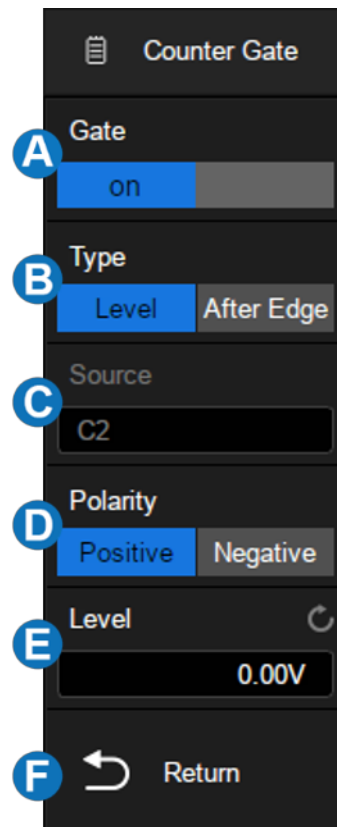 Counter Gate
A
Gate
on
B
Type
Level After Edge
C
Source
C2
D
Polarity
Positive Negative
E
Level
0.00V
F
Return